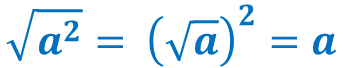 √a² = (√a)² = a